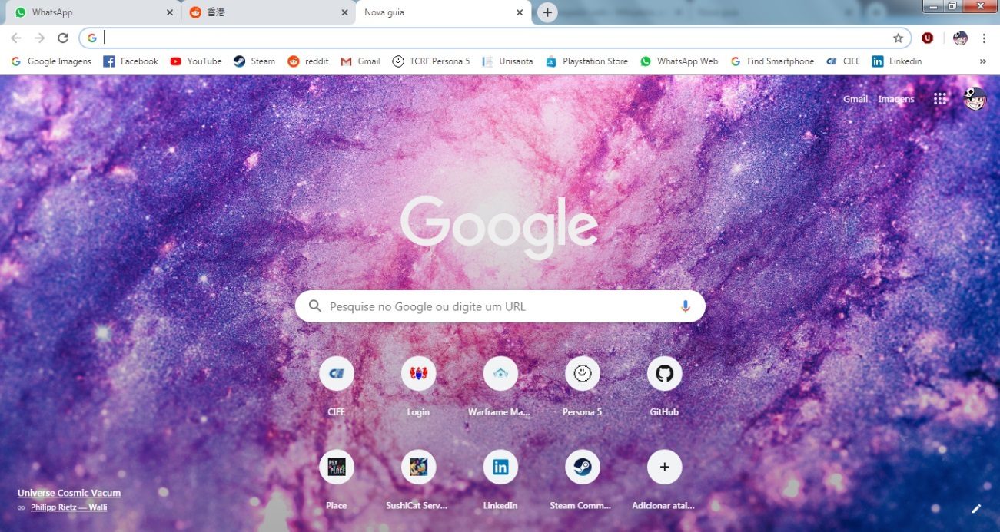 WhatsApp
香港
Nova guia
Google Imagens
Facebook
YouTube
Steam
reddit
Gmail
TCRF Persona 5
Unisanta
Playstation Store
WhatsApp Web
Find Smartphone
CIEE
Linkedin
Gmail
Imagens
Google
Pesquise no Google ou digite um URL
CIEE
Login
Warframe Ma...
Persona 5
GitHub
Place
SushiCat Serv...
LinkedIn
Steam Comm...
Adicionar atal...
Universe Cosmic Vacum
Philipp Rietz — Walli